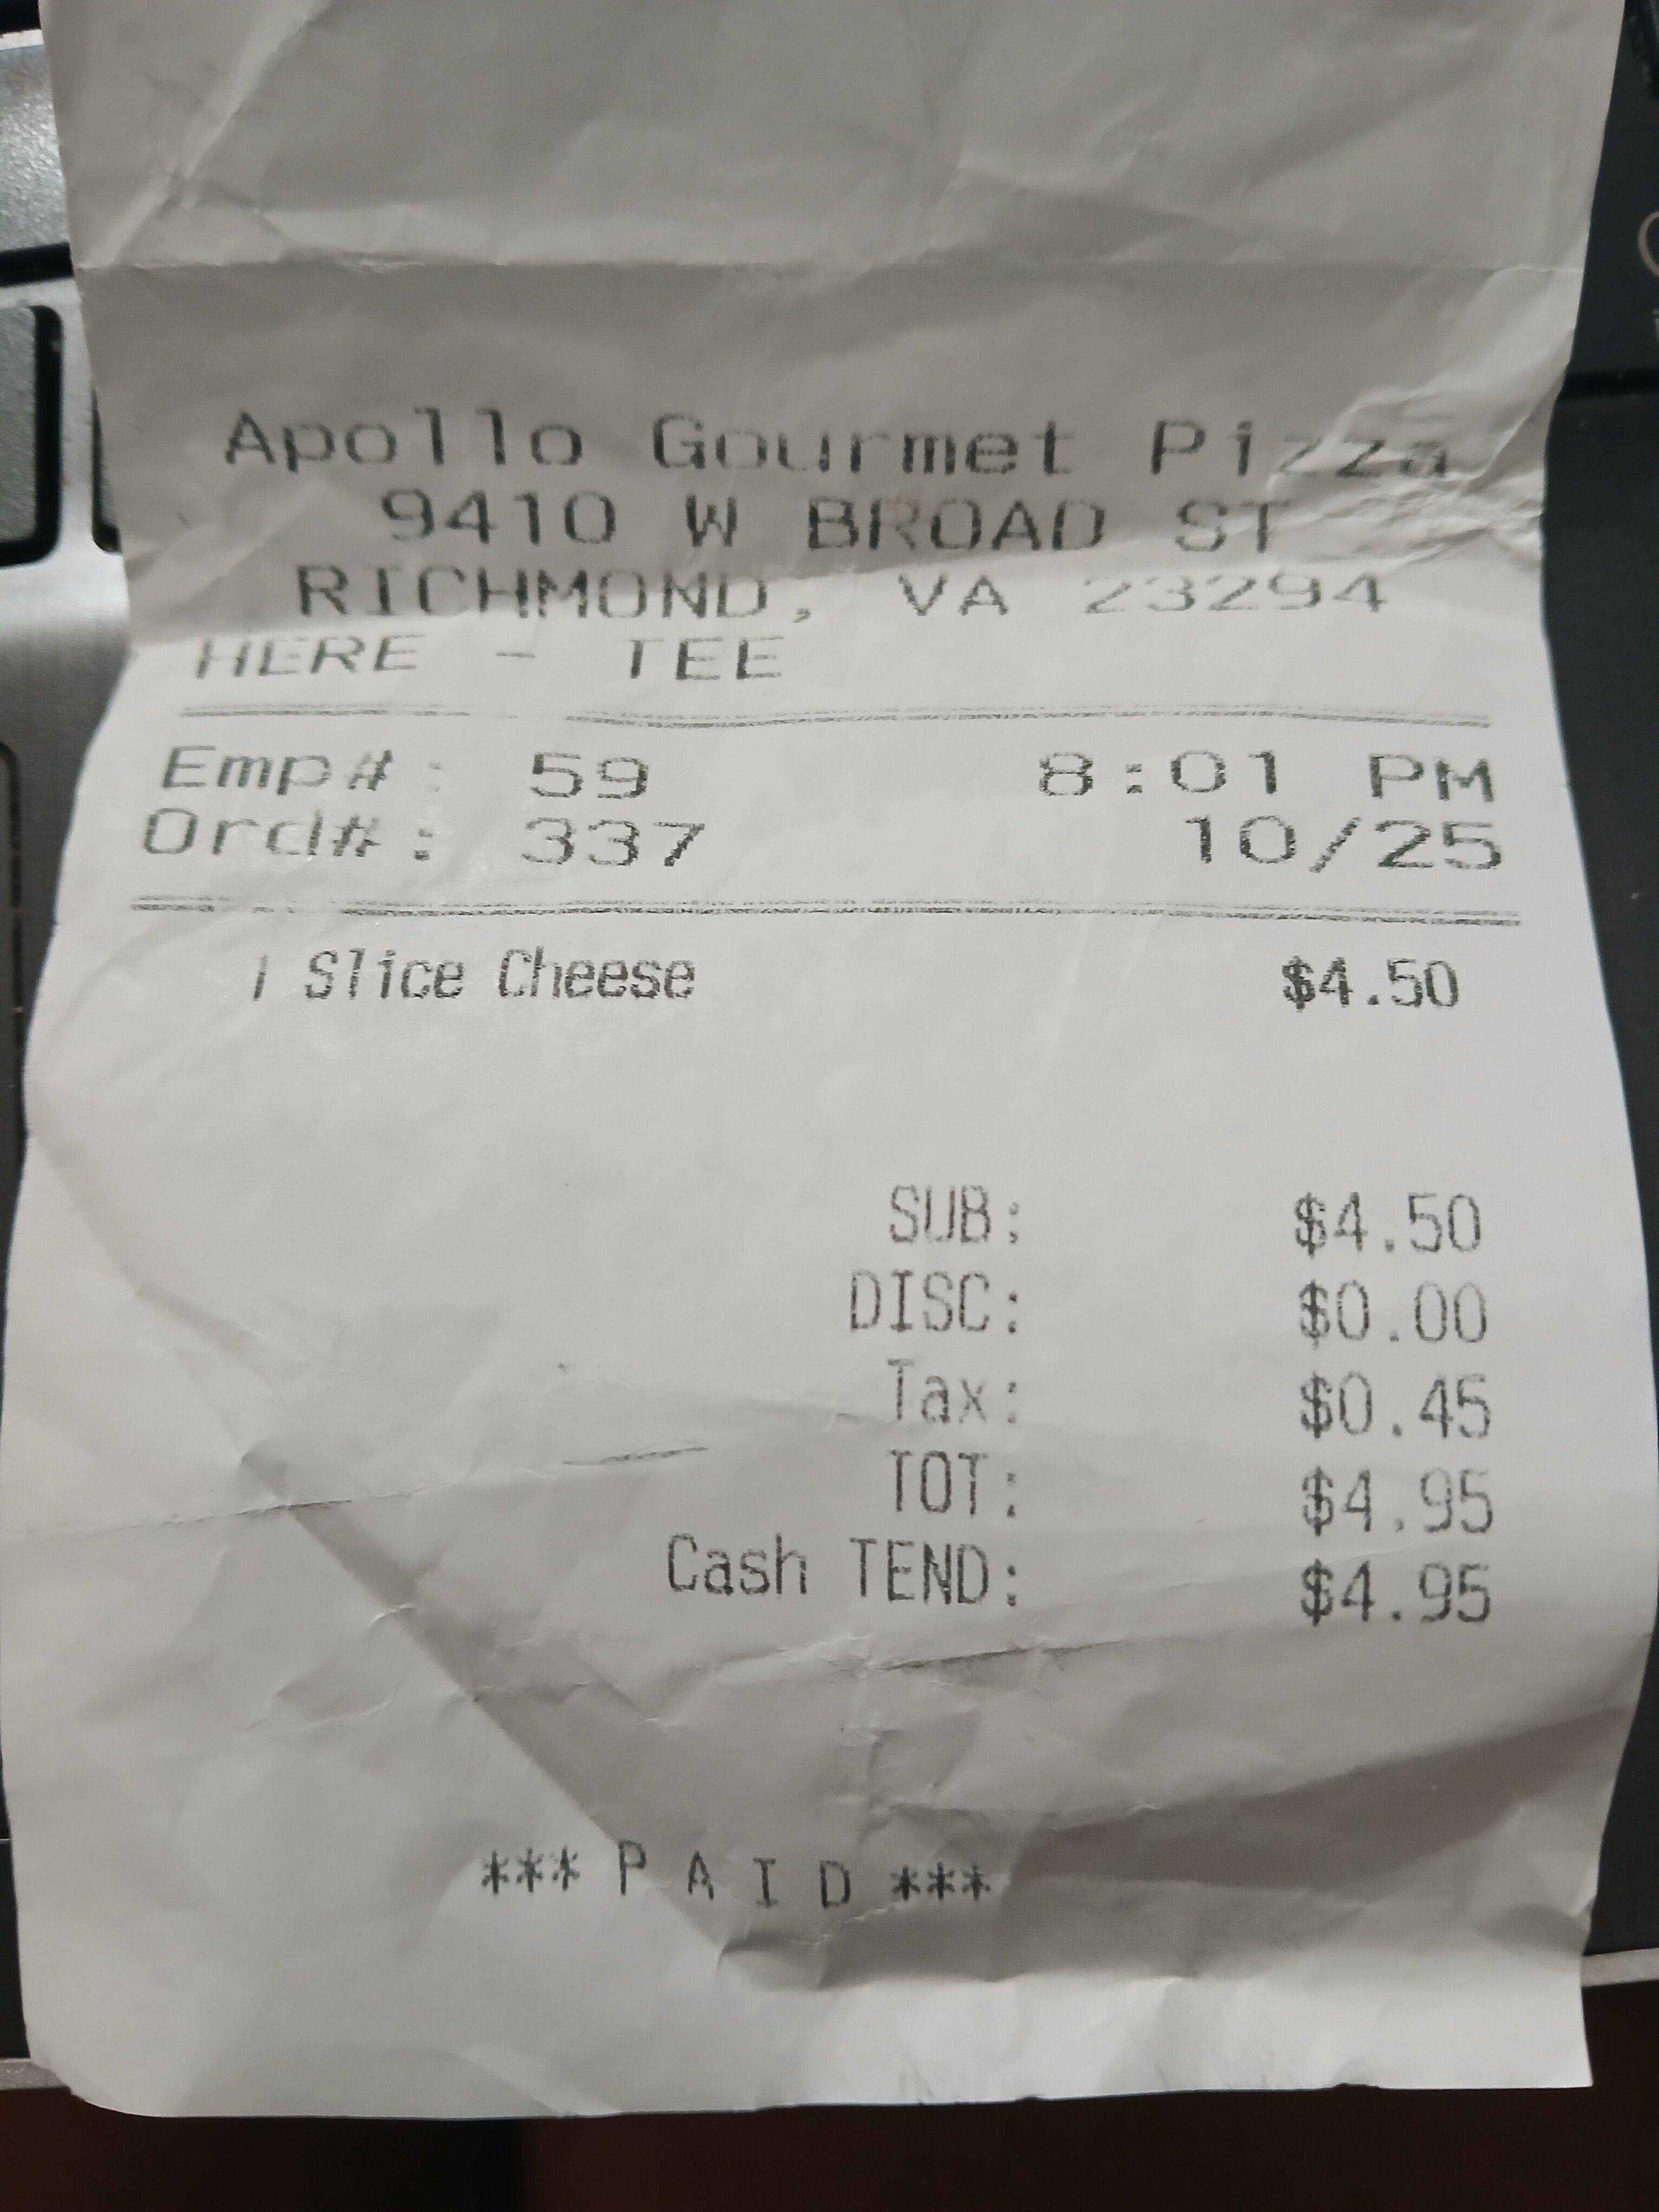 Apollo Gourmet Pizza
9410 W BROAD ST
RICHMOND, VA 23294
HERE - TEE
Emp#: 59 8:01 PM
Ord#: 337 10/25
1 Slice Cheese $4.50
SUB: $4.50
DISC: $0.00
Tax: $0.45
TOT: $4.95
Cash TEND: $4.95
*** P A I D ***